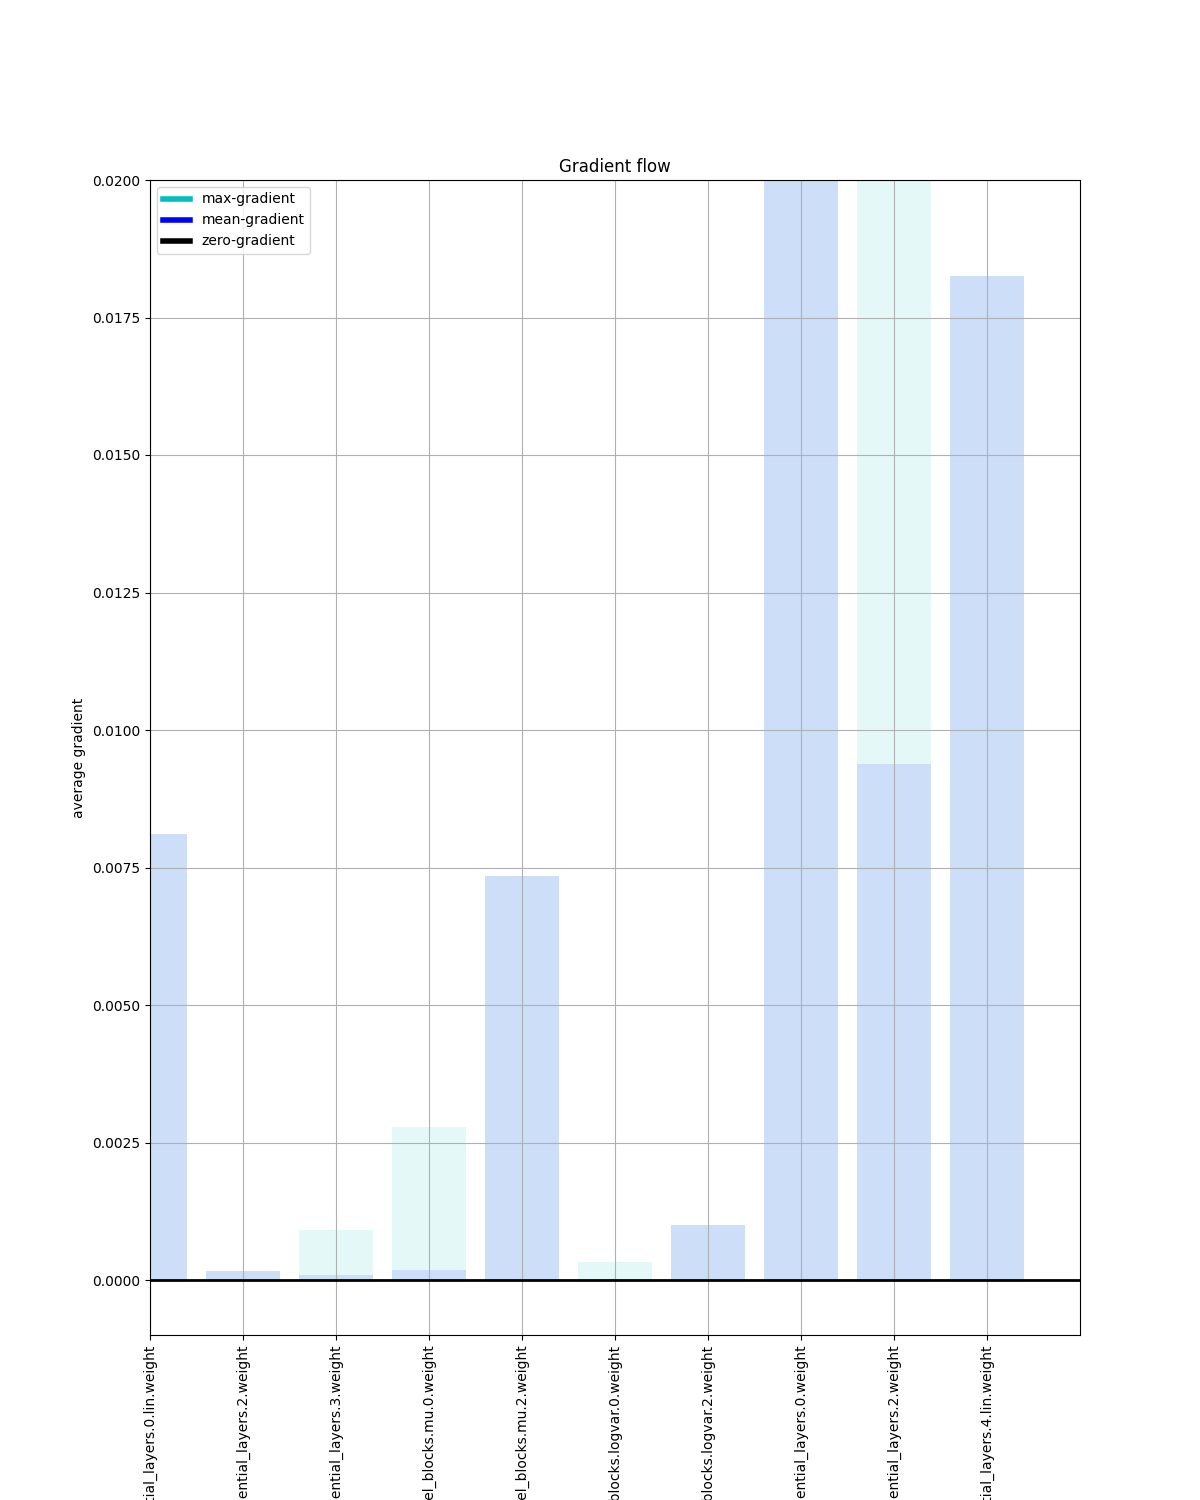 Gradient flow
max-gradient
mean-gradient
zero-gradient
0.0200
0.0175
0.0150
0.0125
0.0100
0.0075
0.0050
0.0025
0.0000
average gradient
tial_layers.0.lin.weight
ential_layers.2.weight
ential_layers.3.weight
el_blocks.mu.0.weight
el_blocks.mu.2.weight
blocks.logvar.0.weight
blocks.logvar.2.weight
ential_layers.0.weight
ential_layers.2.weight
tial_layers.4.lin.weight